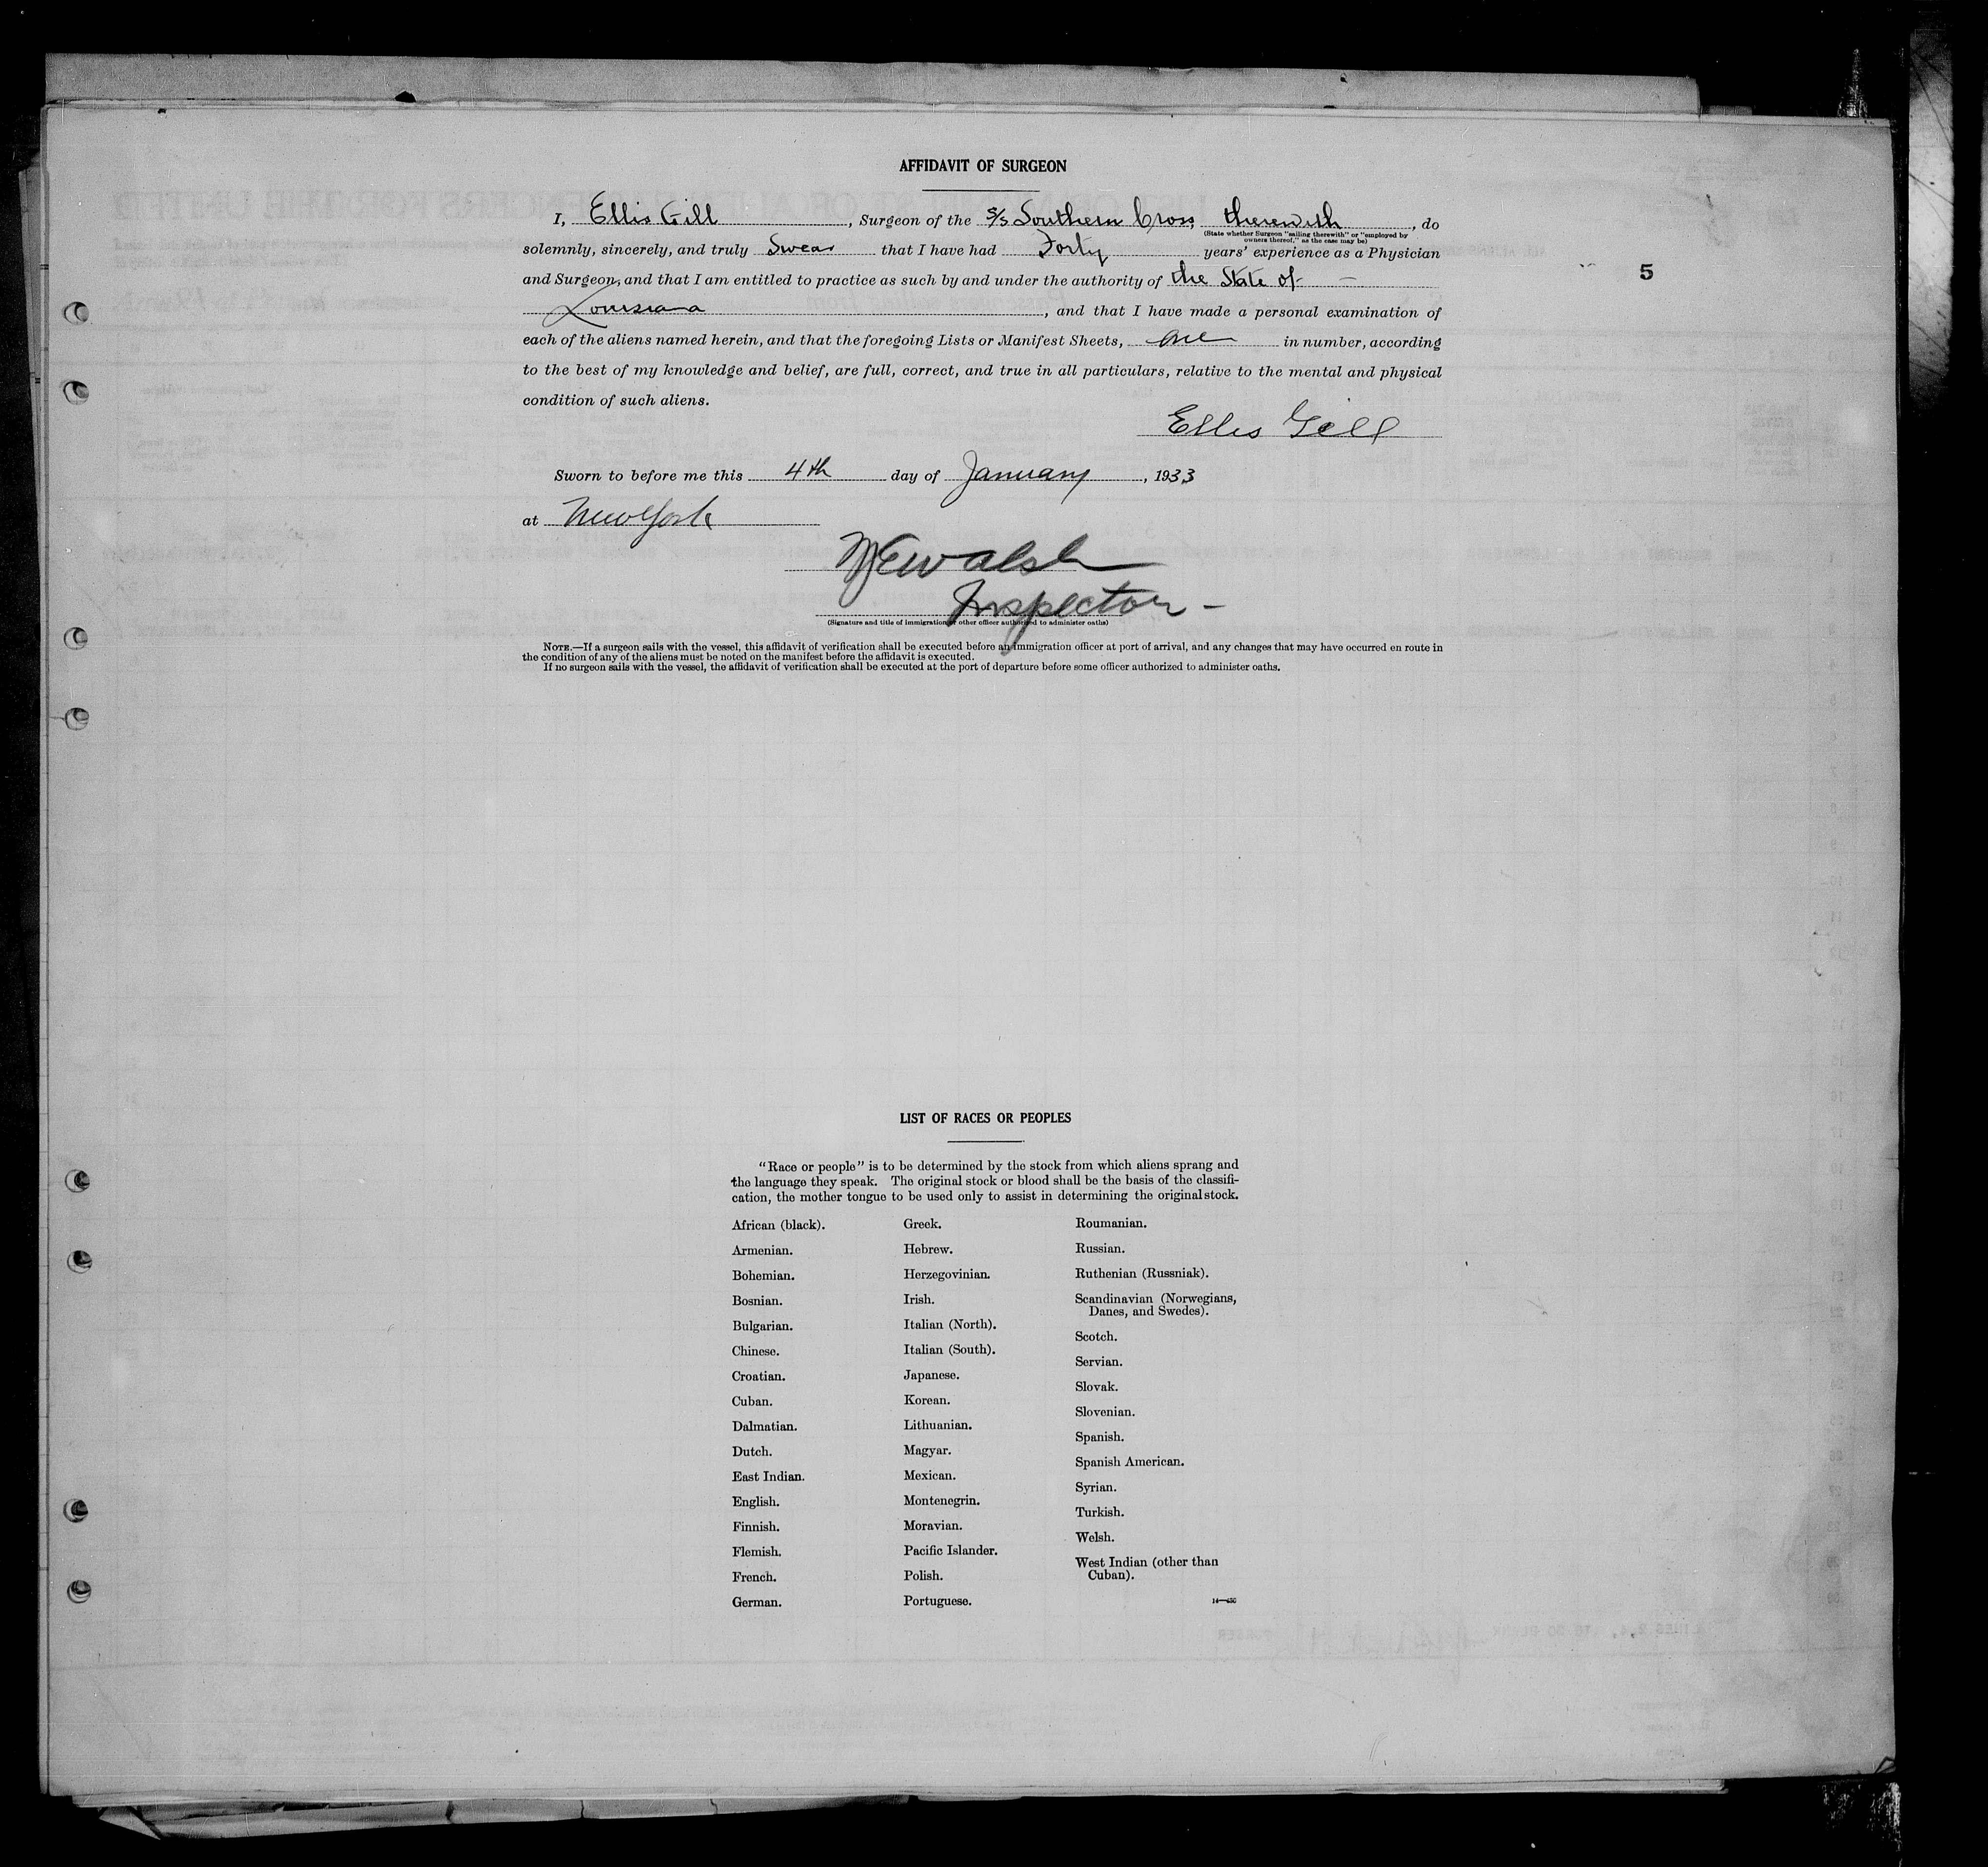 AFFIDAVIT OF SURGEON
I, Ellis Gill, Surgeon of the S/S Southern Cross, therewith, do
(State whether Surgeon "sailing therewith" or "employed by
owners thereof," as the case may be)
solemnly, sincerely, and truly Swear that I have had Forty years' experience as a Physician
and Surgeon, and that I am entitled to practice as such by and under the authority of the State of —
Louisiana, and that I have made a personal examination of
each of the aliens named herein, and that the foregoing Lists or Manifest Sheets, one in number, according
to the best of my knowledge and belief, are full, correct, and true in all particulars, relative to the mental and physical
condition of such aliens.
5
Ellis Gill
Sworn to before me this 4th day of January, 1933
at New York
Walsh
Inspector —
(Signature and title of immigration or other officer authorized to administer oaths)
NOTE.—If a surgeon sails with the vessel, this affidavit of verification shall be executed before an immigration officer at port of arrival, and any changes that may have occurred en route in
the condition of any of the aliens must be noted on the manifest before the affidavit is executed.
If no surgeon sails with the vessel, the affidavit of verification shall be executed at the port of departure before some officer authorized to administer oaths.
LIST OF RACES OR PEOPLES
"Race or people" is to be determined by the stock from which aliens sprang and
the language they speak. The original stock or blood shall be the basis of the classifi-
cation, the mother tongue to be used only to assist in determining the original stock.
African (black).
Armenian.
Bohemian.
Bosnian.
Bulgarian.
Chinese.
Croatian.
Cuban.
Dalmatian.
Dutch.
East Indian.
English.
Finnish.
Flemish.
French.
German.
Greek.
Hebrew.
Herzegovinian.
Irish.
Italian (North).
Italian (South).
Japanese.
Korean.
Lithuanian.
Magyar.
Mexican.
Montenegrin.
Moravian.
Pacific Islander.
Polish.
Portuguese.
Roumanian.
Russian.
Ruthenian (Russniak).
Scandinavian (Norwegians,
Danes, and Swedes).
Scotch.
Servian.
Slovak.
Slovenian.
Spanish.
Spanish American.
Syrian.
Turkish.
Welsh.
West Indian (other than
Cuban).